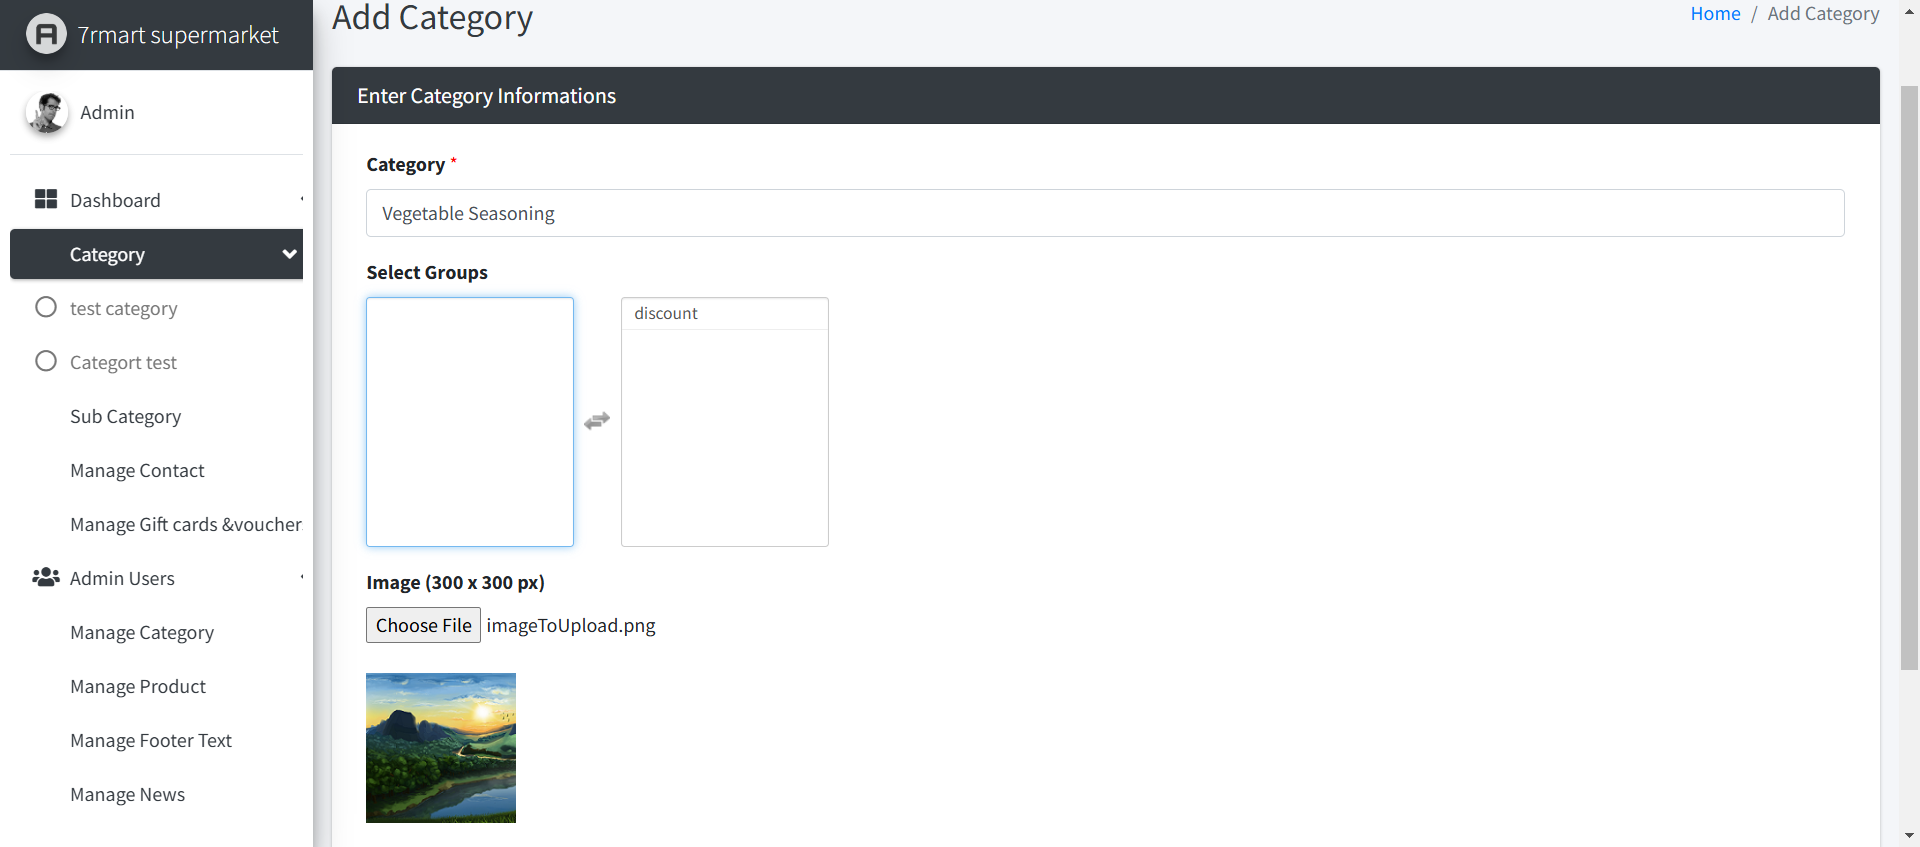 7rmart supermarket
Admin
Dashboard
Category
test category
Categort test
Sub Category
Manage Contact
Manage Gift cards &voucher
Admin Users
Manage Category
Manage Product
Manage Footer Text
Manage News
Add Category
Home / Add Category
Enter Category Informations
Category *
Vegetable Seasoning
Select Groups
discount
Image (300 x 300 px)
Choose File imageToUpload.png